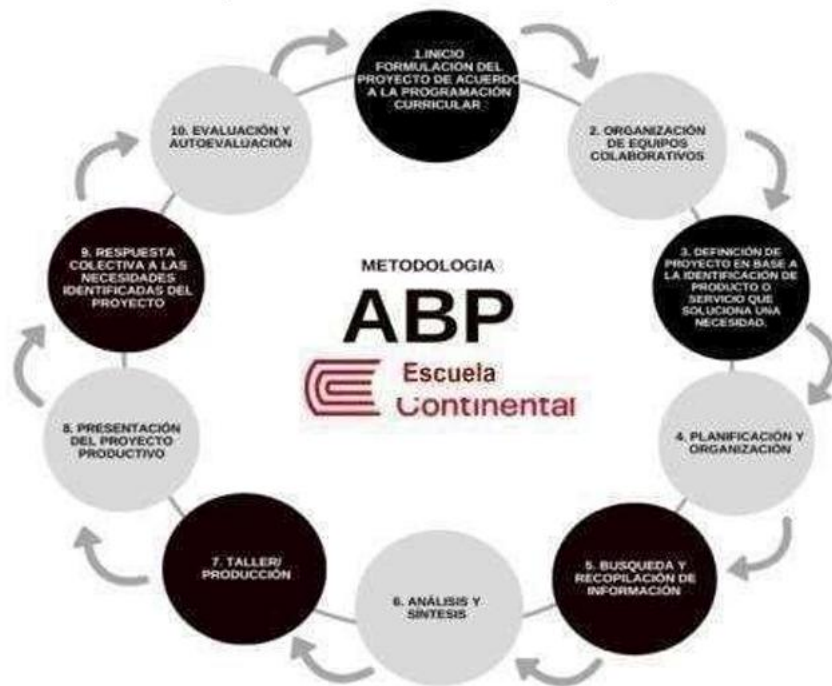 1.INICIO
FORMULACION DEL
PROYECTO DE ACUERDO
A LA PROGRAMACIÓN
CURRICULAR
2. ORGANIZACIÓN
DE EQUIPOS
COLABORATIVOS
3. DEFINICIÓN DE
PROYECTO EN BASE A
LA IDENTIFICACIÓN DE
PRODUCTO O
SERVICIO QUE
SOLUCIONA UNA
NECESIDAD.
4. PLANIFICACIÓN Y
ORGANIZACIÓN
5. BUSQUEDA Y
RECOPILACIÓN DE
INFORMACIÓN
6. ANÁLISIS Y
SÍNTESIS
7. TALLER/
PRODUCCIÓN
8. PRESENTACIÓN
DEL PROYECTO
PRODUCTIVO
9. RESPUESTA
COLECTIVA A LAS
NECESIDADES
IDENTIFICADAS DEL
PROYECTO
10. EVALUACIÓN Y
AUTOEVALUACIÓN
METODOLOGIA
ABP
Escuela
Continental